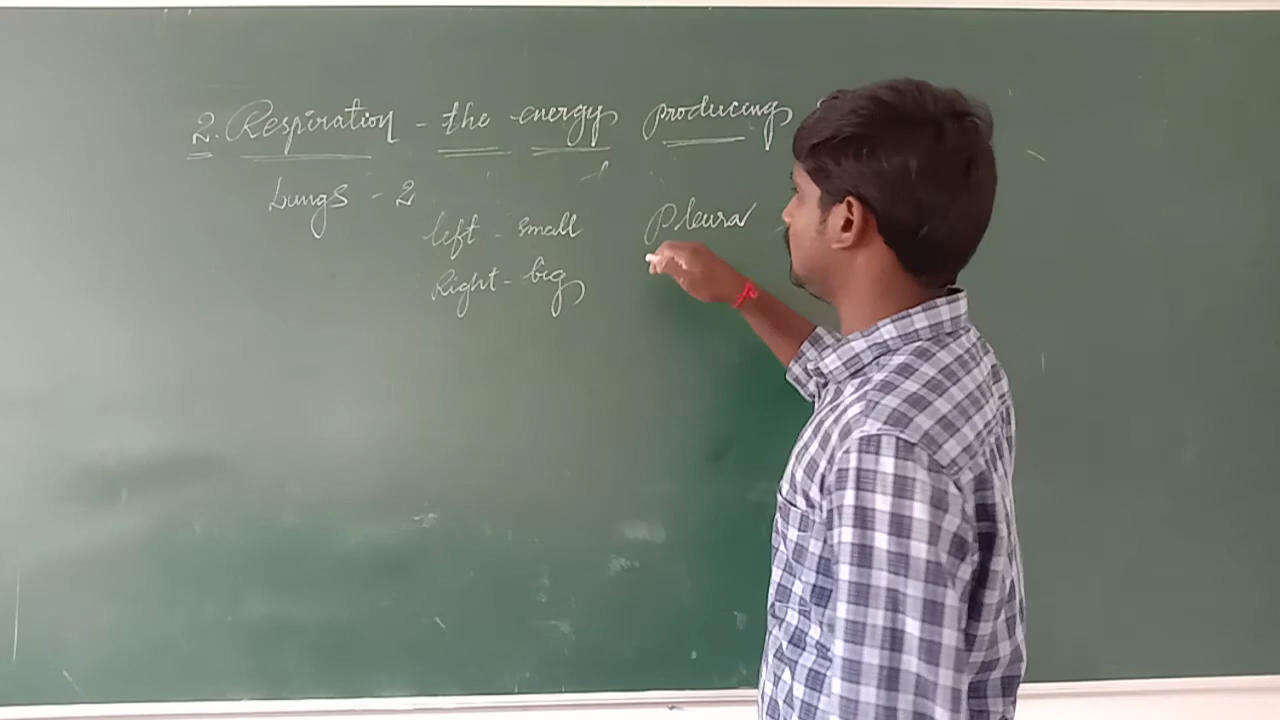 2. Respiration - the energy producing
Lungs - 2
left - small
Right - big
Pleura